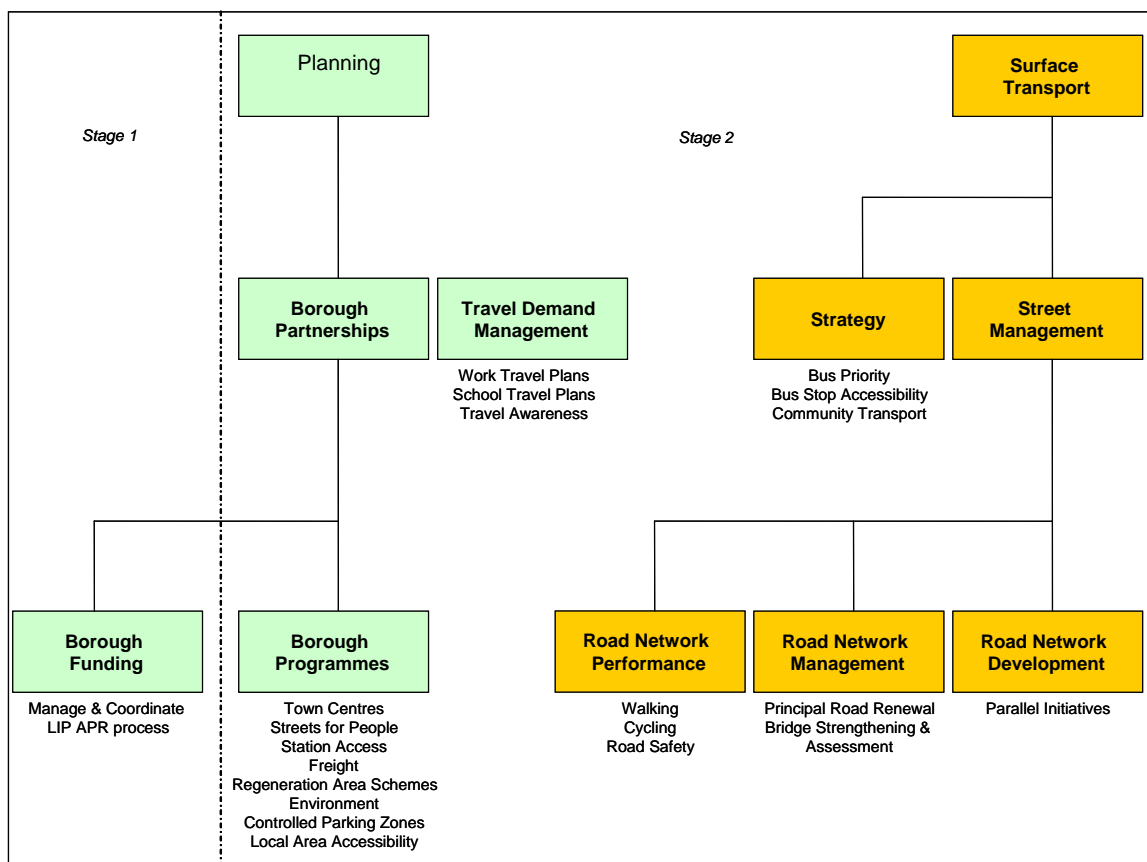 Planning
Surface
Transport
Stage 1
Stage 2
Borough
Partnerships
Travel Demand
Management
Work Travel Plans
School Travel Plans
Travel Awareness
Strategy
Bus Priority
Bus Stop Accessibility
Community Transport
Street
Management
Borough
Funding
Manage & Coordinate
LIP APR process
Borough
Programmes
Town Centres
Streets for People
Station Access
Freight
Regeneration Area Schemes
Environment
Controlled Parking Zones
Local Area Accessibility
Road Network
Performance
Walking
Cycling
Road Safety
Road Network
Management
Principal Road Renewal
Bridge Strengthening &
Assessment
Road Network
Development
Parallel Initiatives